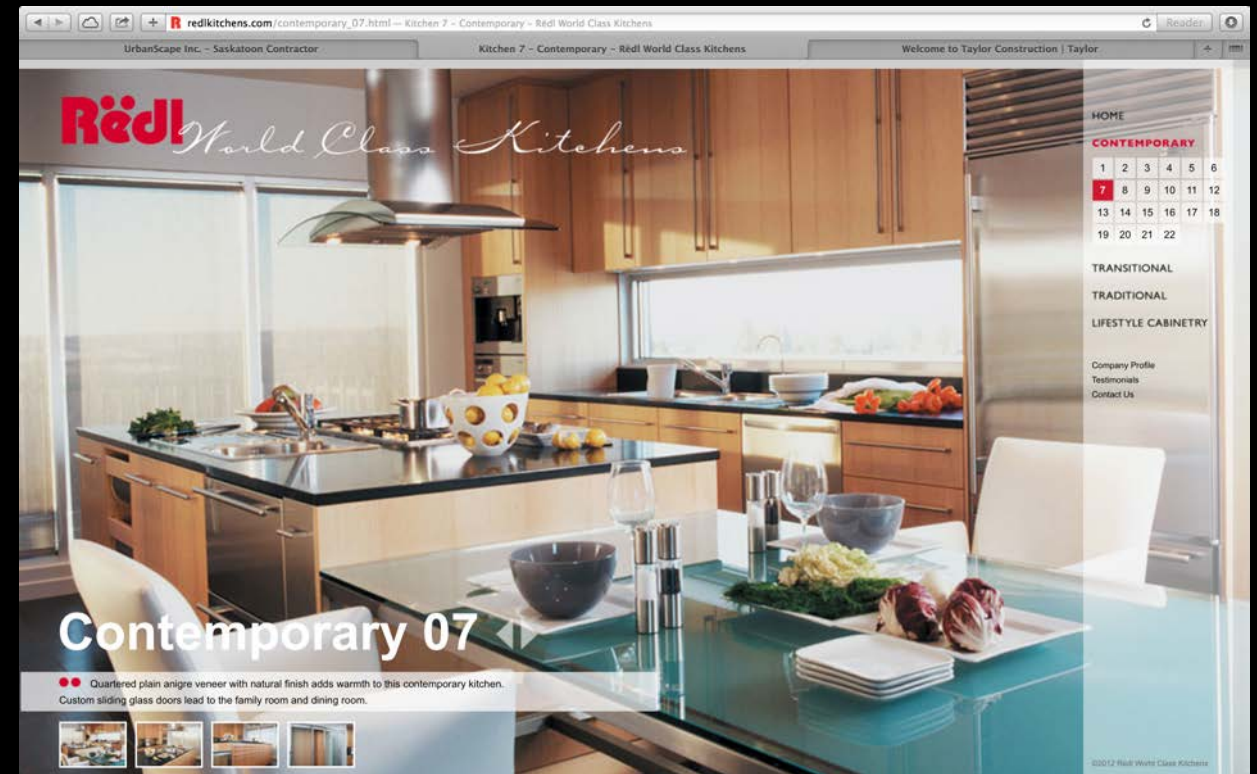 redlkitchens.com/contemporary_07.html — Kitchen 7 – Contemporary – Rëdl World Class Kitchens
Reader
UrbanScape Inc. – Saskatoon Contractor
Kitchen 7 – Contemporary – Rëdl World Class Kitchens
Welcome to Taylor Construction | Taylor
Rëdl World Class Kitchens
HOME
CONTEMPORARY
1 2 3 4 5 6
7 8 9 10 11 12
13 14 15 16 17 18
19 20 21 22
TRANSITIONAL
TRADITIONAL
LIFESTYLE CABINETRY
Company Profile
Testimonials
Contact Us
Contemporary 07
Quartered plain anigre veneer with natural finish adds warmth to this contemporary kitchen.
Custom sliding glass doors lead to the family room and dining room.
©2012 Rëdl World Class Kitchens